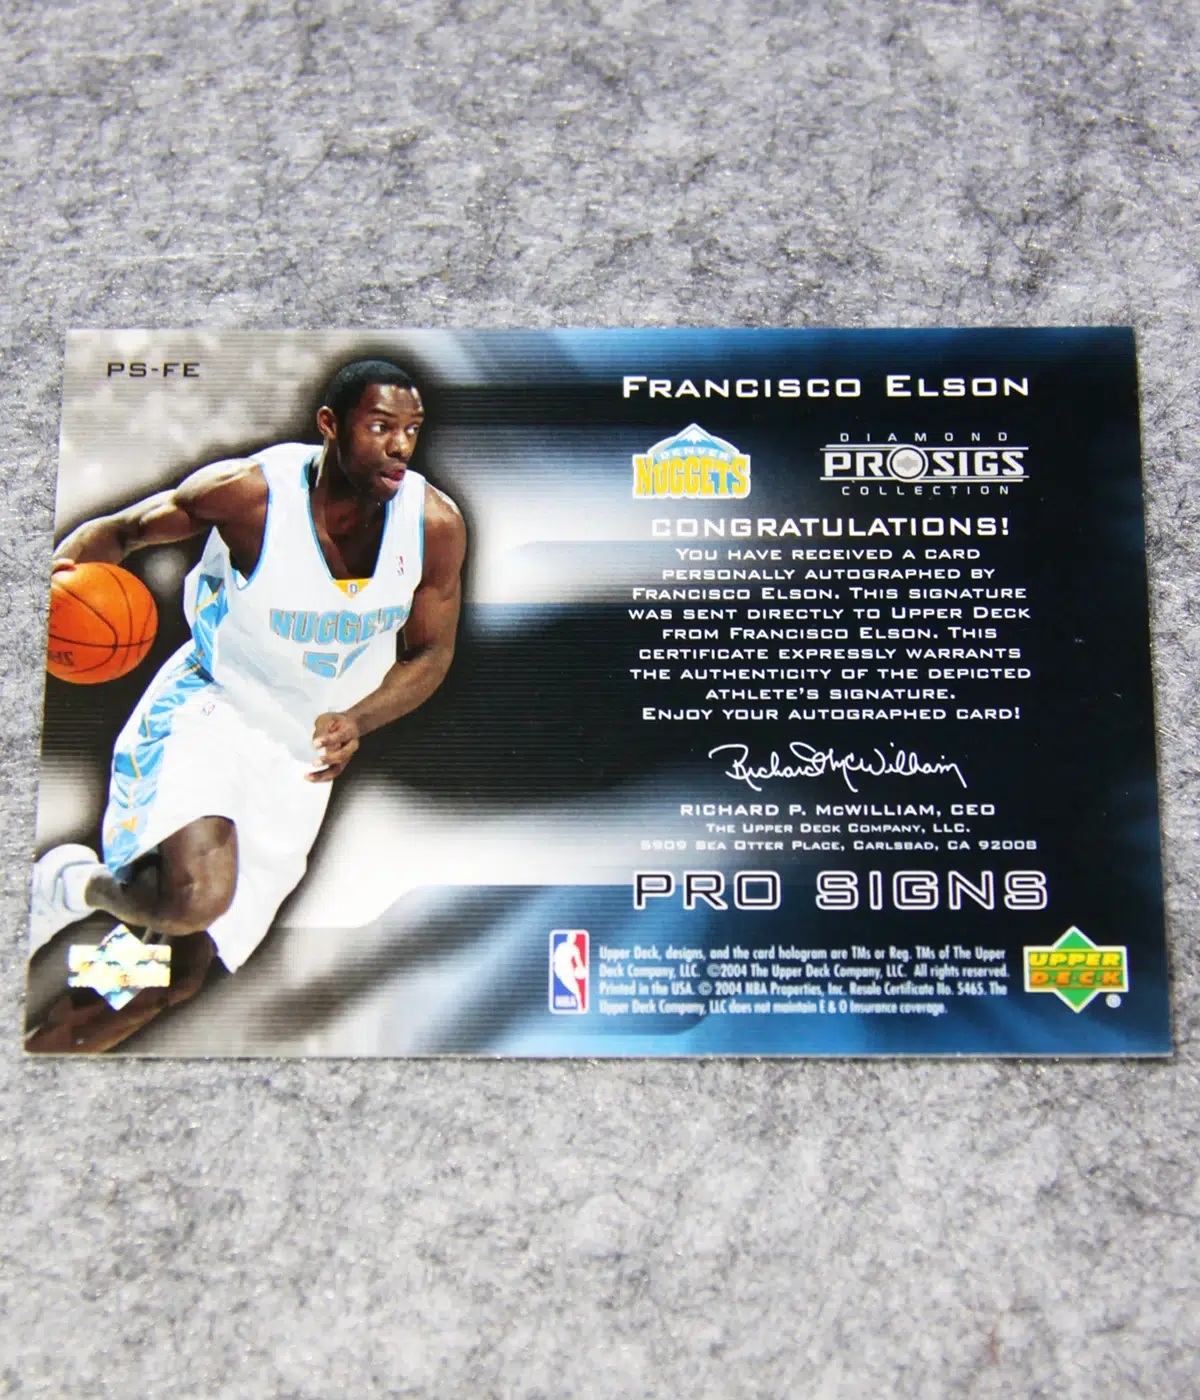 PS-FE
FRANCISCO ELSON
DENVER
NUGGETS
DIAMOND
PRO SIGS
COLLECTION
CONGRATULATIONS!
YOU HAVE RECEIVED A CARD
PERSONALLY AUTOGRAPHED BY
FRANCISCO ELSON. THIS SIGNATURE
WAS SENT DIRECTLY TO UPPER DECK
FROM FRANCISCO ELSON. THIS
CERTIFICATE EXPRESSLY WARRANTS
THE AUTHENTICITY OF THE DEPICTED
ATHLETE'S SIGNATURE.
ENJOY YOUR AUTOGRAPHED CARD!
Richard P McWilliam
RICHARD P. McWILLIAM, CEO
THE UPPER DECK COMPANY, LLC.
5909 SEA OTTER PLACE, CARLSBAD, CA 92008
PRO SIGNS
NUGGETS
NBA
Upper Deck, designs, and the card hologram are TMs or Reg. TMs of The Upper
Deck Company, LLC. ©2004 The Upper Deck Company, LLC. All rights reserved.
Printed in the USA. © 2004 NBA Properties, Inc. Resale Certificate No. 5465. The
Upper Deck Company, LLC does not maintain E & O Insurance coverage.
UPPER
DECK
®